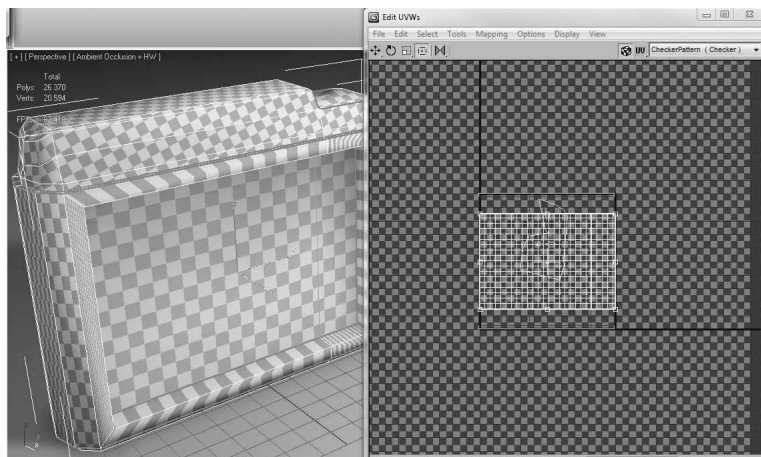 Edit UVWs
File Edit Select Tools Mapping Options Display View
UV CheckerPattern ( Checker )
[ + ] [ Perspective ] [ Ambient Occlusion + HW ]
Total
Polys: 26 370
Verts: 20 594